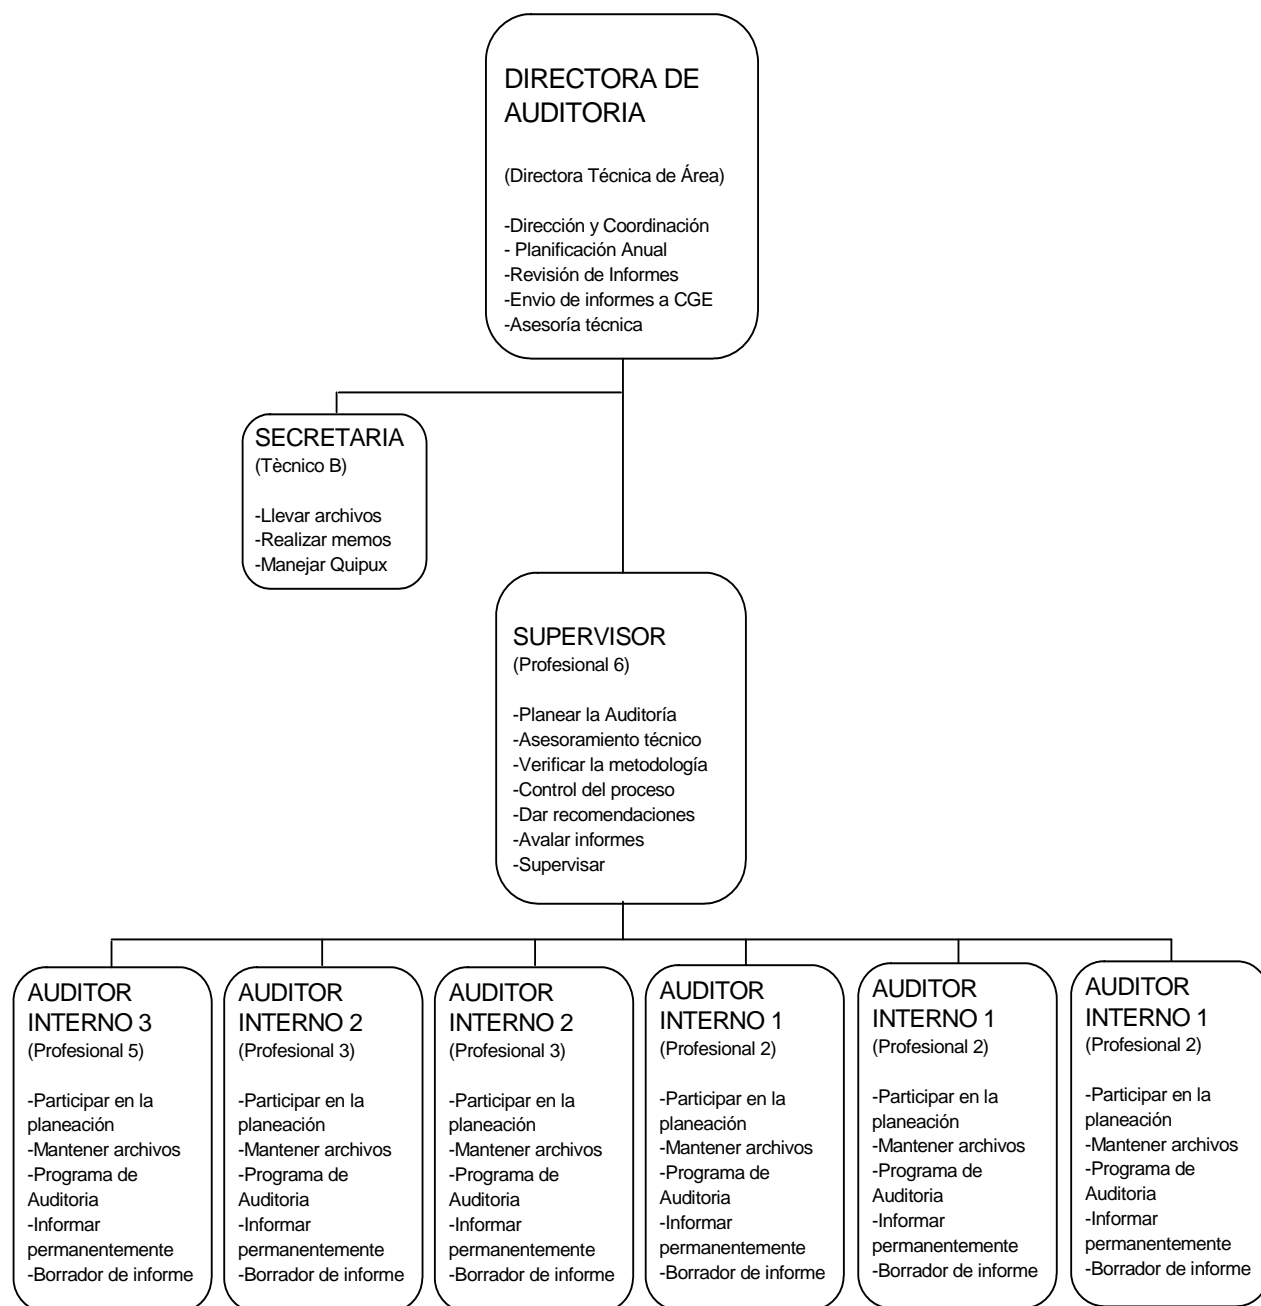 DIRECTORA DE
AUDITORIA
(Directora Técnica de Área)
-Dirección y Coordinación
- Planificación Anual
-Revisión de Informes
-Envio de informes a CGE
-Asesoría técnica
SECRETARIA
(Tècnico B)
-Llevar archivos
-Realizar memos
-Manejar Quipux
SUPERVISOR
(Profesional 6)
-Planear la Auditoría
-Asesoramiento técnico
-Verificar la metodología
-Control del proceso
-Dar recomendaciones
-Avalar informes
-Supervisar
AUDITOR
INTERNO 3
(Profesional 5)
-Participar en la
planeación
-Mantener archivos
-Programa de
Auditoria
-Informar
permanentemente
-Borrador de informe
AUDITOR
INTERNO 2
(Profesional 3)
-Participar en la
planeación
-Mantener archivos
-Programa de
Auditoria
-Informar
permanentemente
-Borrador de informe
AUDITOR
INTERNO 2
(Profesional 3)
-Participar en la
planeación
-Mantener archivos
-Programa de
Auditoria
-Informar
permanentemente
-Borrador de informe
AUDITOR
INTERNO 1
(Profesional 2)
-Participar en la
planeación
-Mantener archivos
-Programa de
Auditoria
-Informar
permanentemente
-Borrador de informe
AUDITOR
INTERNO 1
(Profesional 2)
-Participar en la
planeación
-Mantener archivos
-Programa de
Auditoria
-Informar
permanentemente
-Borrador de informe
AUDITOR
INTERNO 1
(Profesional 2)
-Participar en la
planeación
-Mantener archivos
-Programa de
Auditoria
-Informar
permanentemente
-Borrador de informe